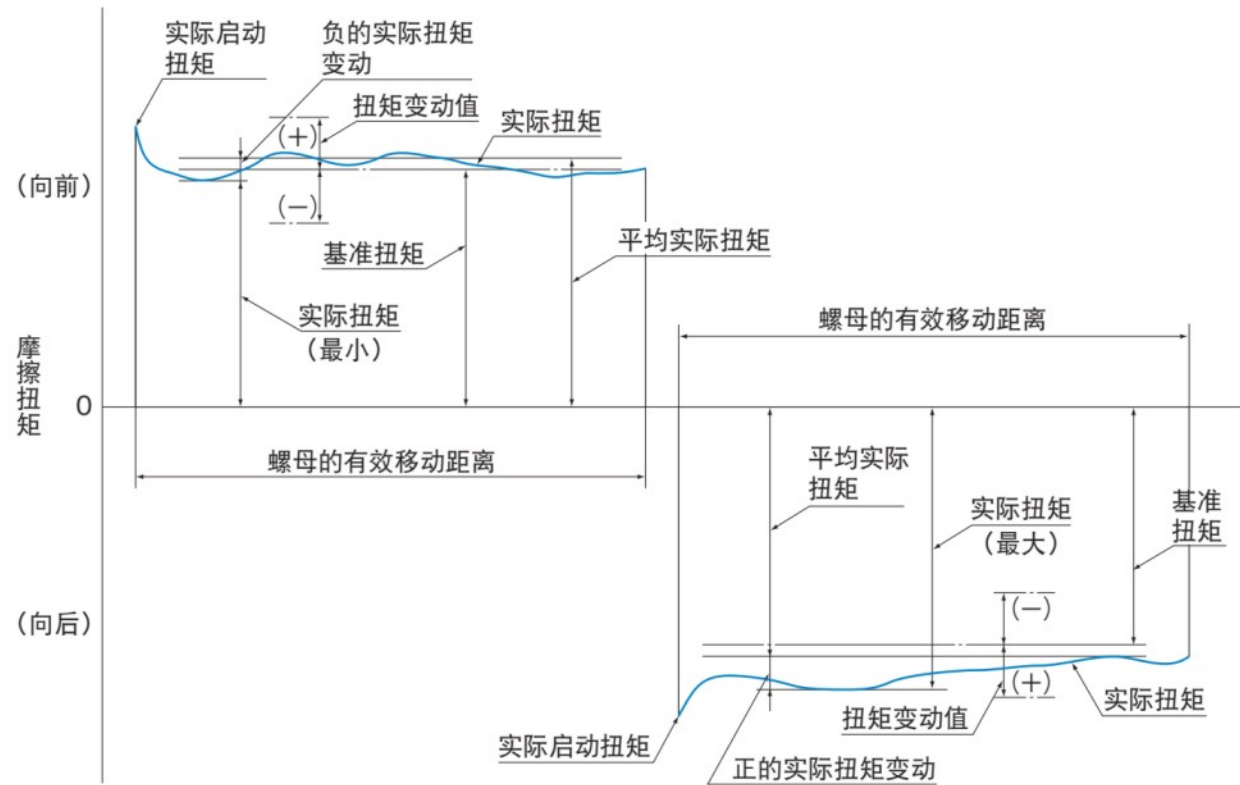 实际启动
扭矩
负的实际扭矩
变动
扭矩变动值
(+)
实际扭矩
(向前)
(—)
基准扭矩
平均实际扭矩
实际扭矩
(最小)
螺母的有效移动距离
摩擦扭矩
0
螺母的有效移动距离
平均实际
扭矩
实际扭矩
(最大)
基准
扭矩
(向后)
(—)
(+)
实际扭矩
扭矩变动值
实际启动扭矩
正的实际扭矩变动